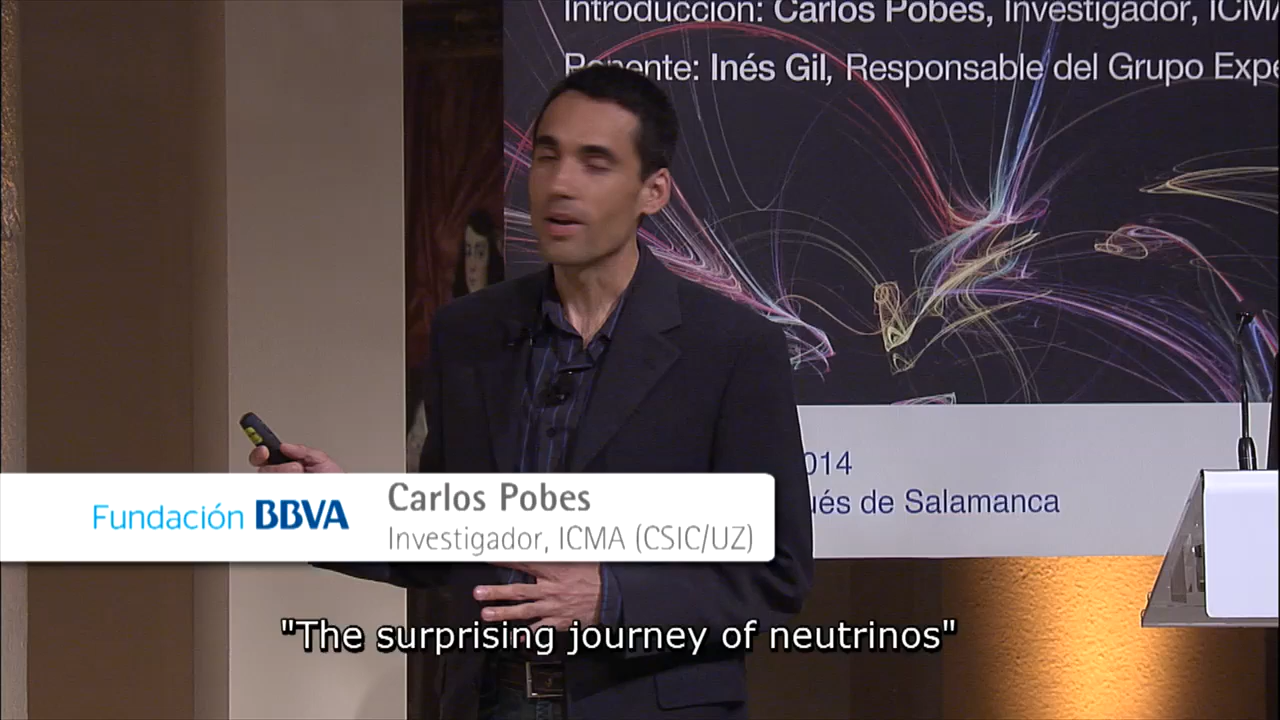 Introducción: Carlos Pobes, Investigador, ICMA
Ponente: Inés Gil, Responsable del Grupo Expe
014
ués de Salamanca
Fundación BBVA
Carlos Pobes
Investigador, ICMA (CSIC/UZ)
"The surprising journey of neutrinos"